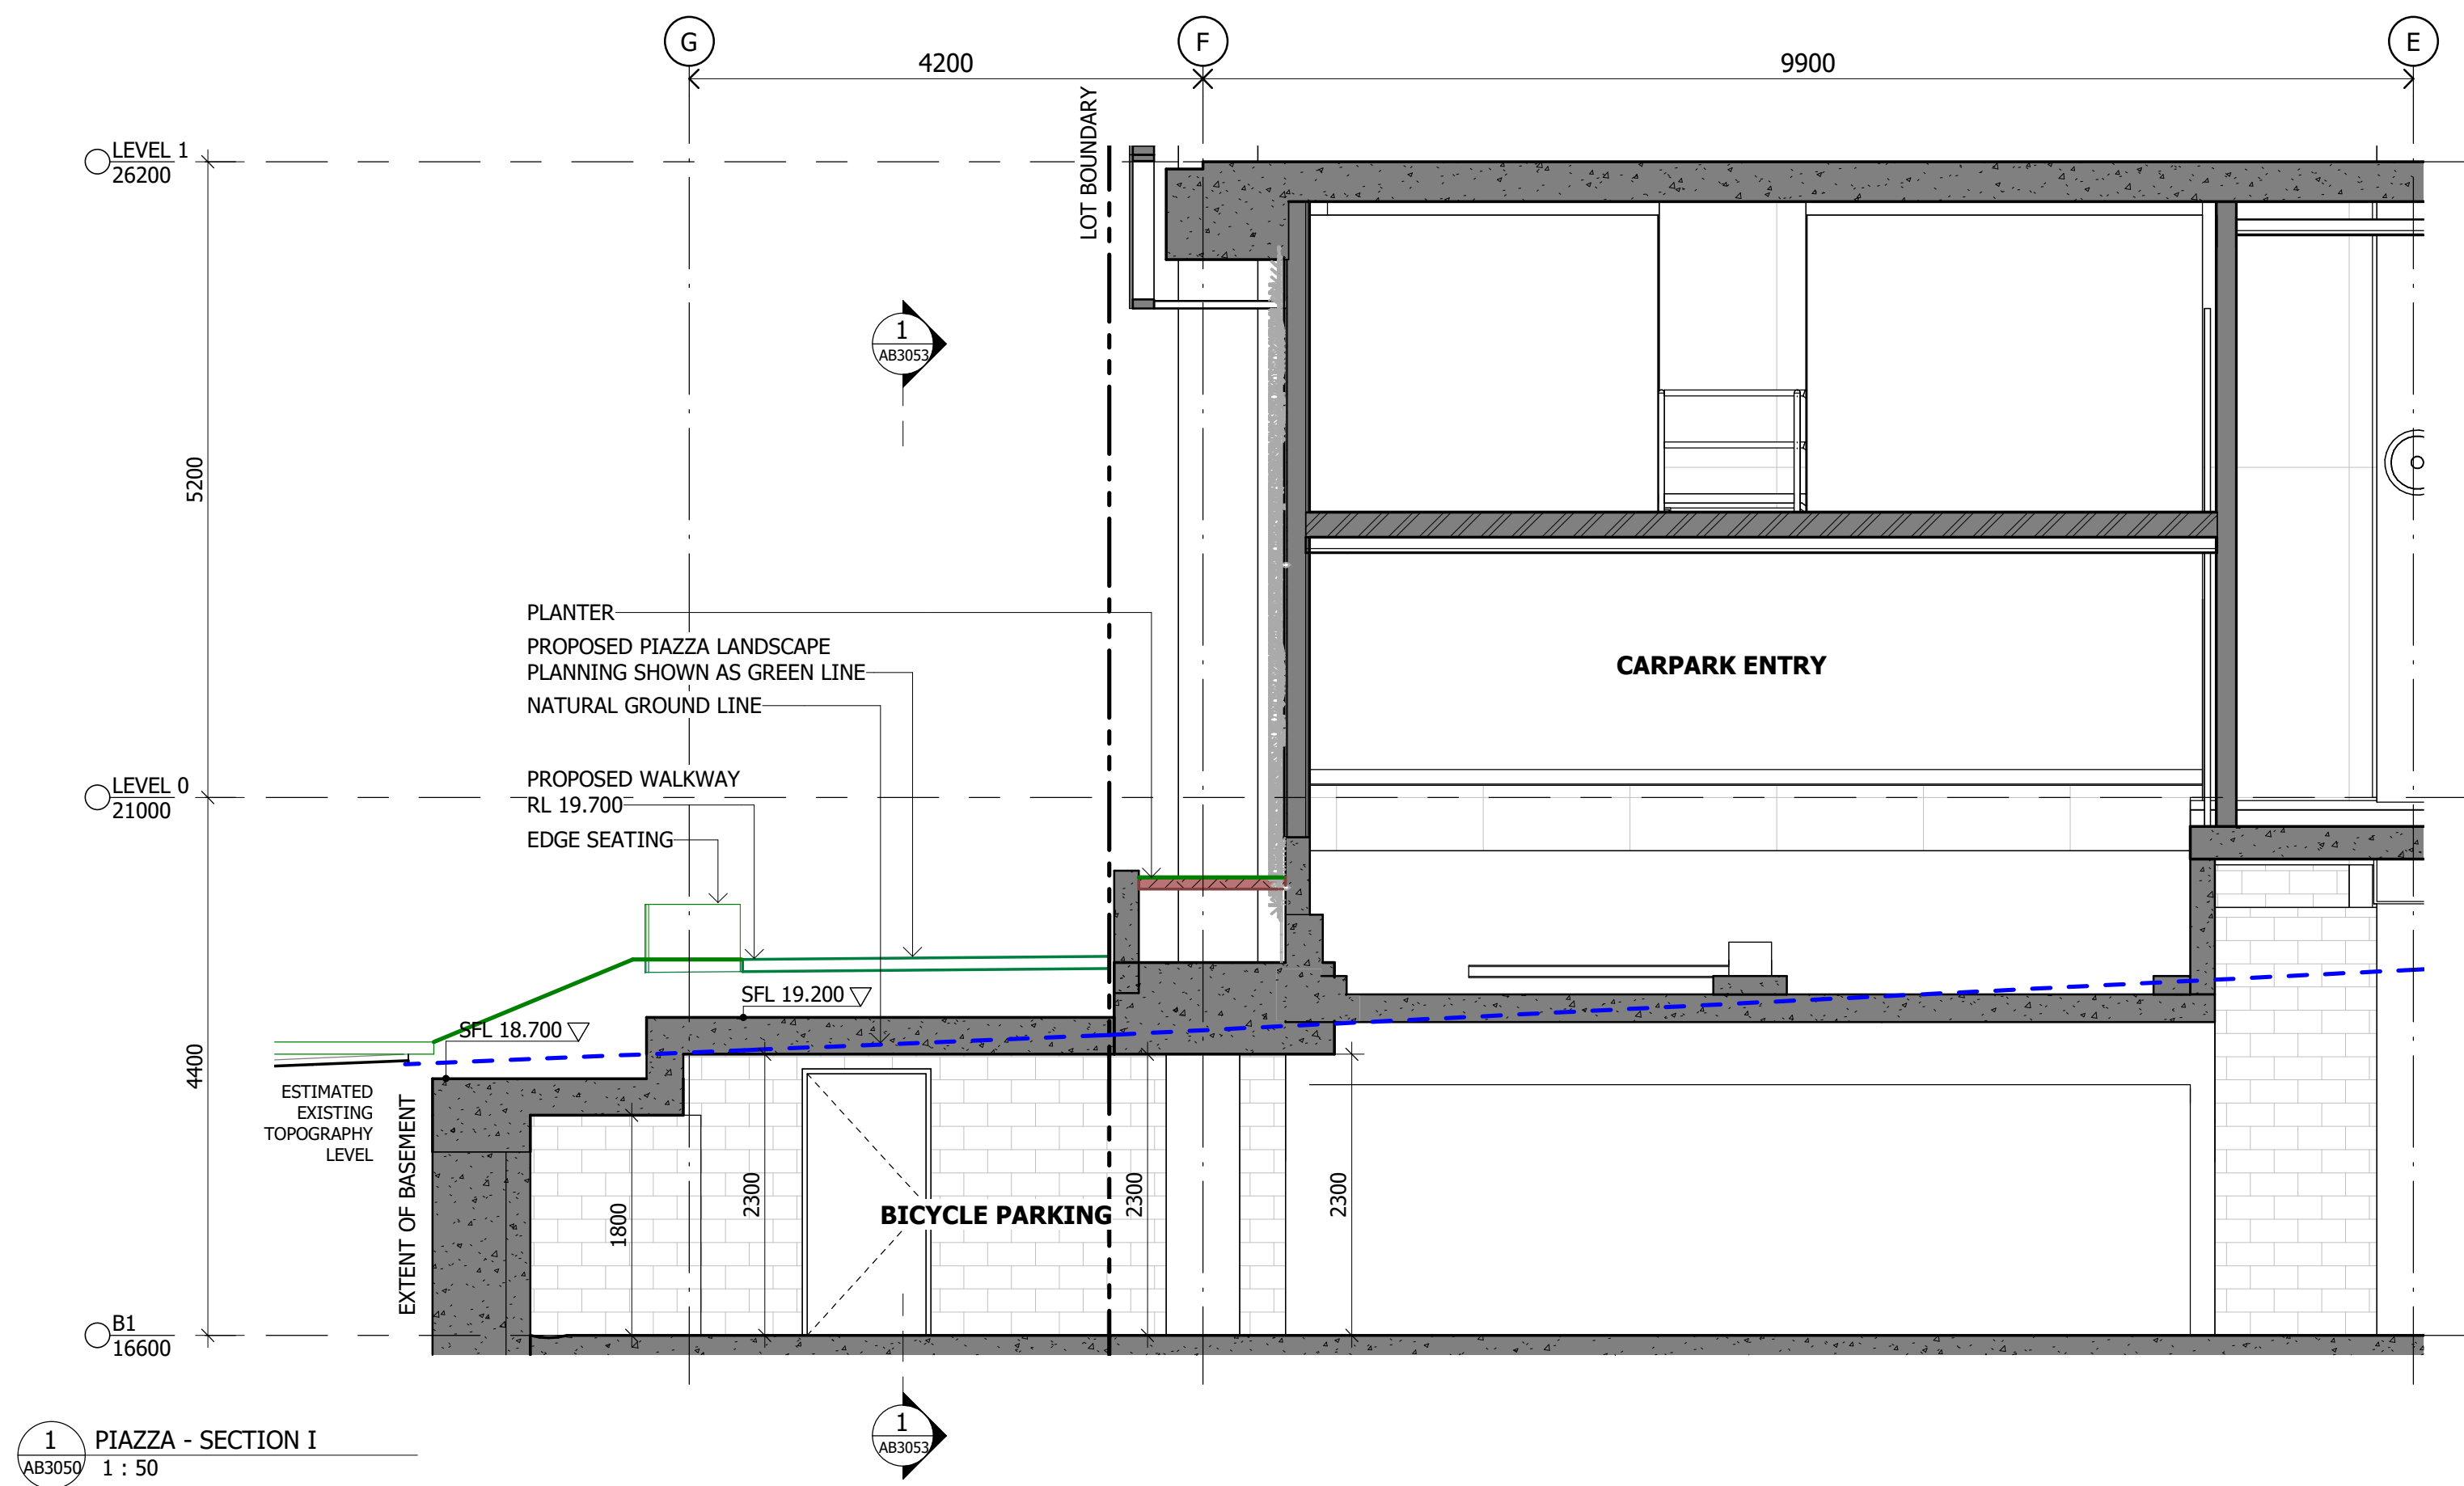 G
F
E
4200
9900
LOT BOUNDARY
LEVEL 1
26200
5200
1
AB3053
PLANTER
PROPOSED PIAZZA LANDSCAPE
PLANNING SHOWN AS GREEN LINE
NATURAL GROUND LINE
CARPARK ENTRY
PROPOSED WALKWAY
RL 19.700
EDGE SEATING
LEVEL 0
21000
SFL 19.200
SFL 18.700
4400
ESTIMATED
EXISTING
TOPOGRAPHY
LEVEL
EXTENT OF BASEMENT
1800
2300
BICYCLE PARKING
2300
2300
B1
16600
1
AB3053
1
AB3050
PIAZZA - SECTION I
1 : 50